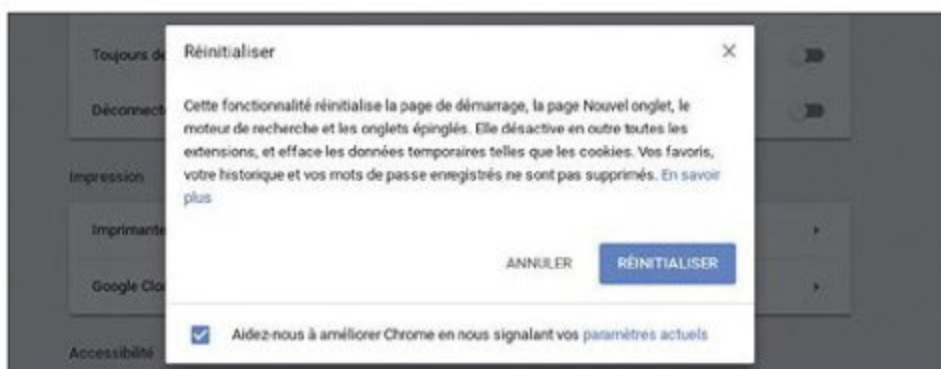 Réinitialiser
Toujours de
Cette fonctionnalité réinitialise la page de démarrage, la page Nouvel onglet, le
Déconnect
moteur de recherche et les onglets épinglés. Elle désactive en outre toutes les
extensions, et efface les données temporaires telles que les cookies. Vos favoris,
votre historique et vos mots de passe enregistrés ne sont pas supprimés. En savoir
plus
Impression
Imprimante
ANNULER
RÉINITIALISER
Google Clo
Aidez-nous à améliorer Chrome en nous signalant vos paramètres actuels
Accessibilité